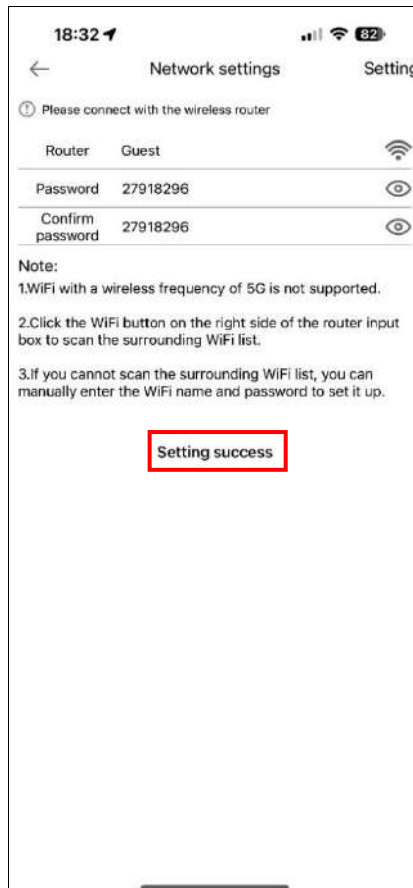 18:32
82
Network settings
Setting
Please connect with the wireless router
Router Guest
Password 27918296
Confirm
password 27918296
Note:
1.WiFi with a wireless frequency of 5G is not supported.
2.Click the WiFi button on the right side of the router input
box to scan the surrounding WiFi list.
3.If you cannot scan the surrounding WiFi list, you can
manually enter the WiFi name and password to set it up.
Setting success